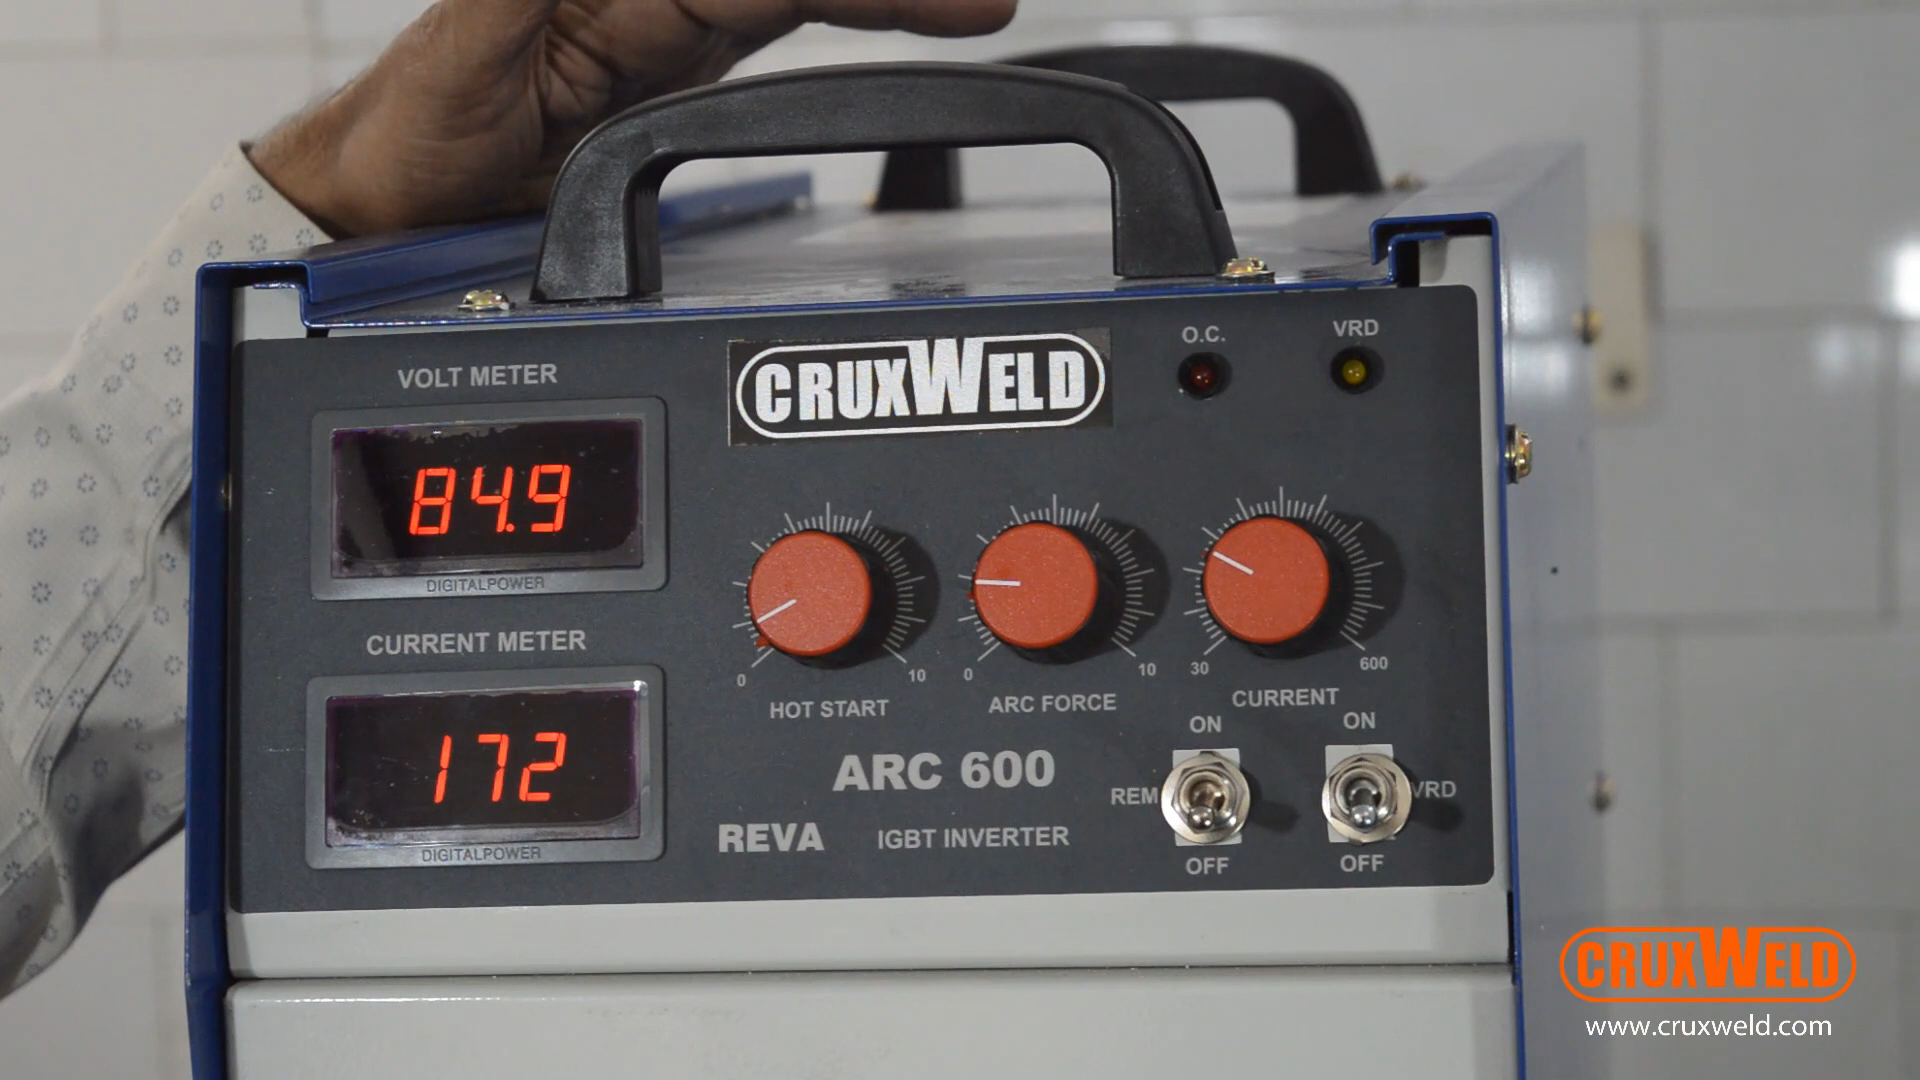 VOLT METER
84.9
DIGITALPOWER
CURRENT METER
172
DIGITALPOWER
CRUXWELD
O.C.
VRD
0
10
HOT START
0
10
ARC FORCE
30
600
CURRENT
ARC 600
REVA
IGBT INVERTER
ON
REM
OFF
ON
VRD
OFF
CRUXWELD
www.cruxweld.com